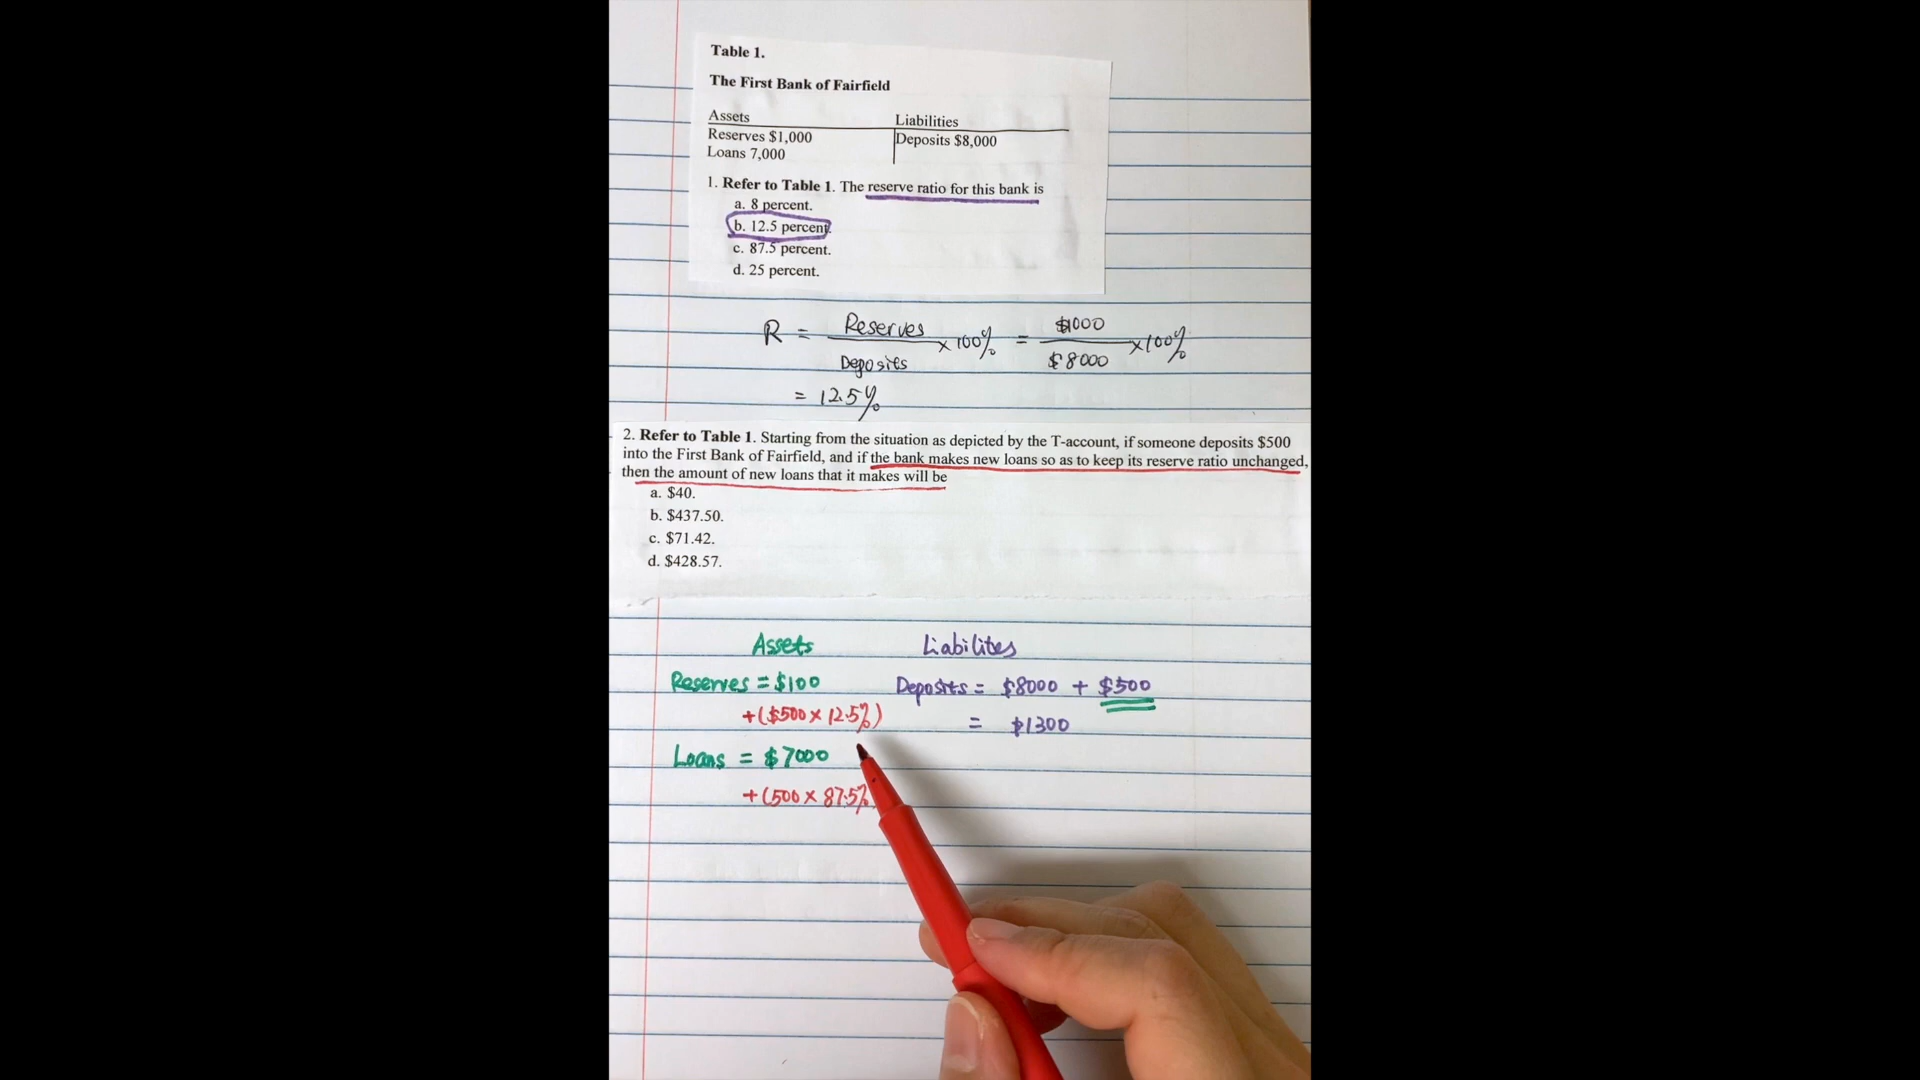 Table 1.
The First Bank of Fairfield
Assets Liabilities
Reserves $1,000 Deposits $8,000
Loans 7,000
1. Refer to Table 1. The reserve ratio for this bank is
a. 8 percent.
b. 12.5 percent.
c. 87.5 percent.
d. 25 percent.
R = Reserves / Deposits × 100% = $1000 / $8000 × 100%
= 12.5%
2. Refer to Table 1. Starting from the situation as depicted by the T-account, if someone deposits $500
into the First Bank of Fairfield, and if the bank makes new loans so as to keep its reserve ratio unchanged,
then the amount of new loans that it makes will be
a. $40.
b. $437.50.
c. $71.42.
d. $428.57.
Assets Liabilites
Reserves = $100 Deposits = $8000 + $500
+($500 × 12.5%) = $1300
Loans = $7000
+(500 × 87.5%